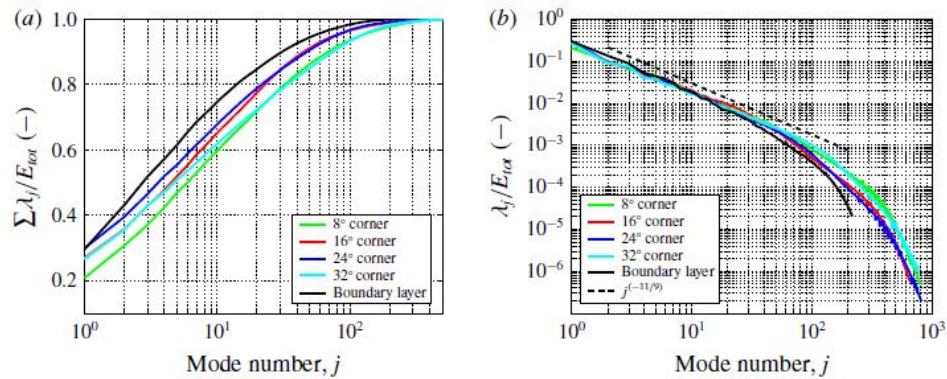 (a)
1.0
0.8
0.6
0.4
0.2
∑λj/Etot (−)
8° corner
16° corner
24° corner
32° corner
Boundary layer
10^0
10^1
10^2
Mode number, j
(b)
10^0
10^−1
10^−2
10^−3
10^−4
10^−5
10^−6
λj/Etot (−)
8° corner
16° corner
24° corner
32° corner
Boundary layer
j^(−11/9)
10^0
10^1
10^2
10^3
Mode number, j